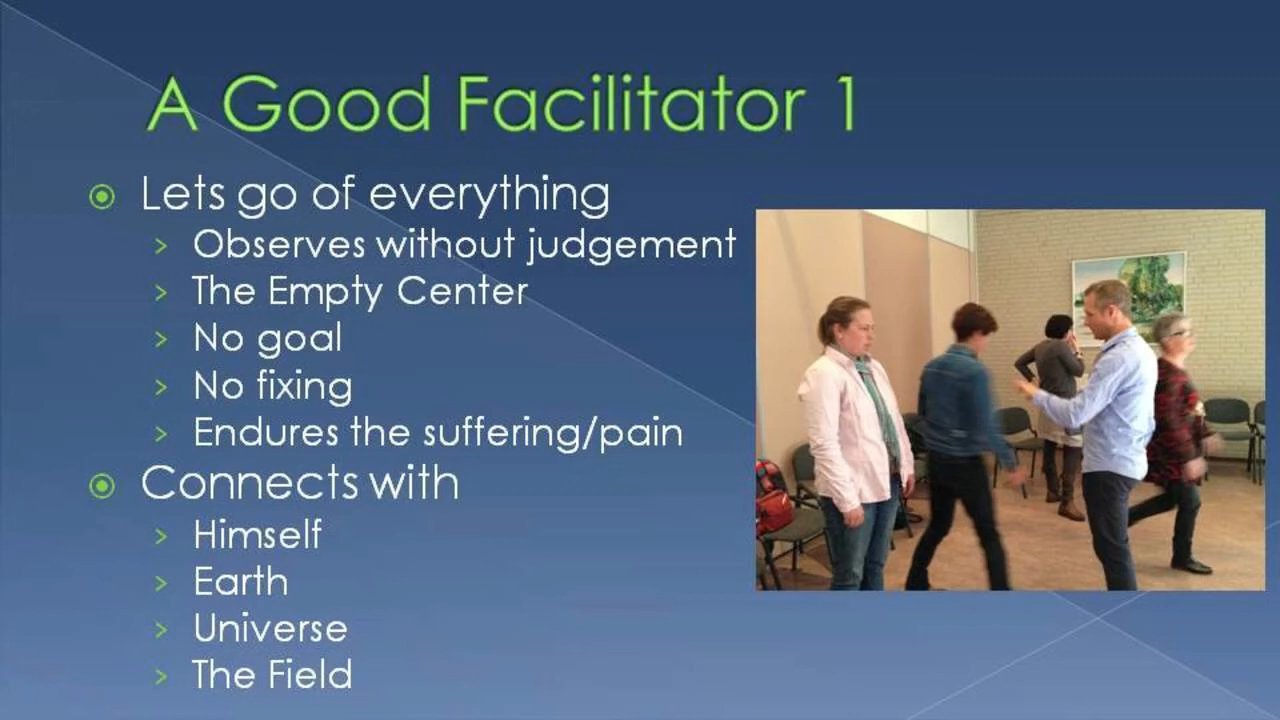 A Good Facilitator 1
Lets go of everything
Observes without judgement
The Empty Center
No goal
No fixing
Endures the suffering/pain
Connects with
Himself
Earth
Universe
The Field